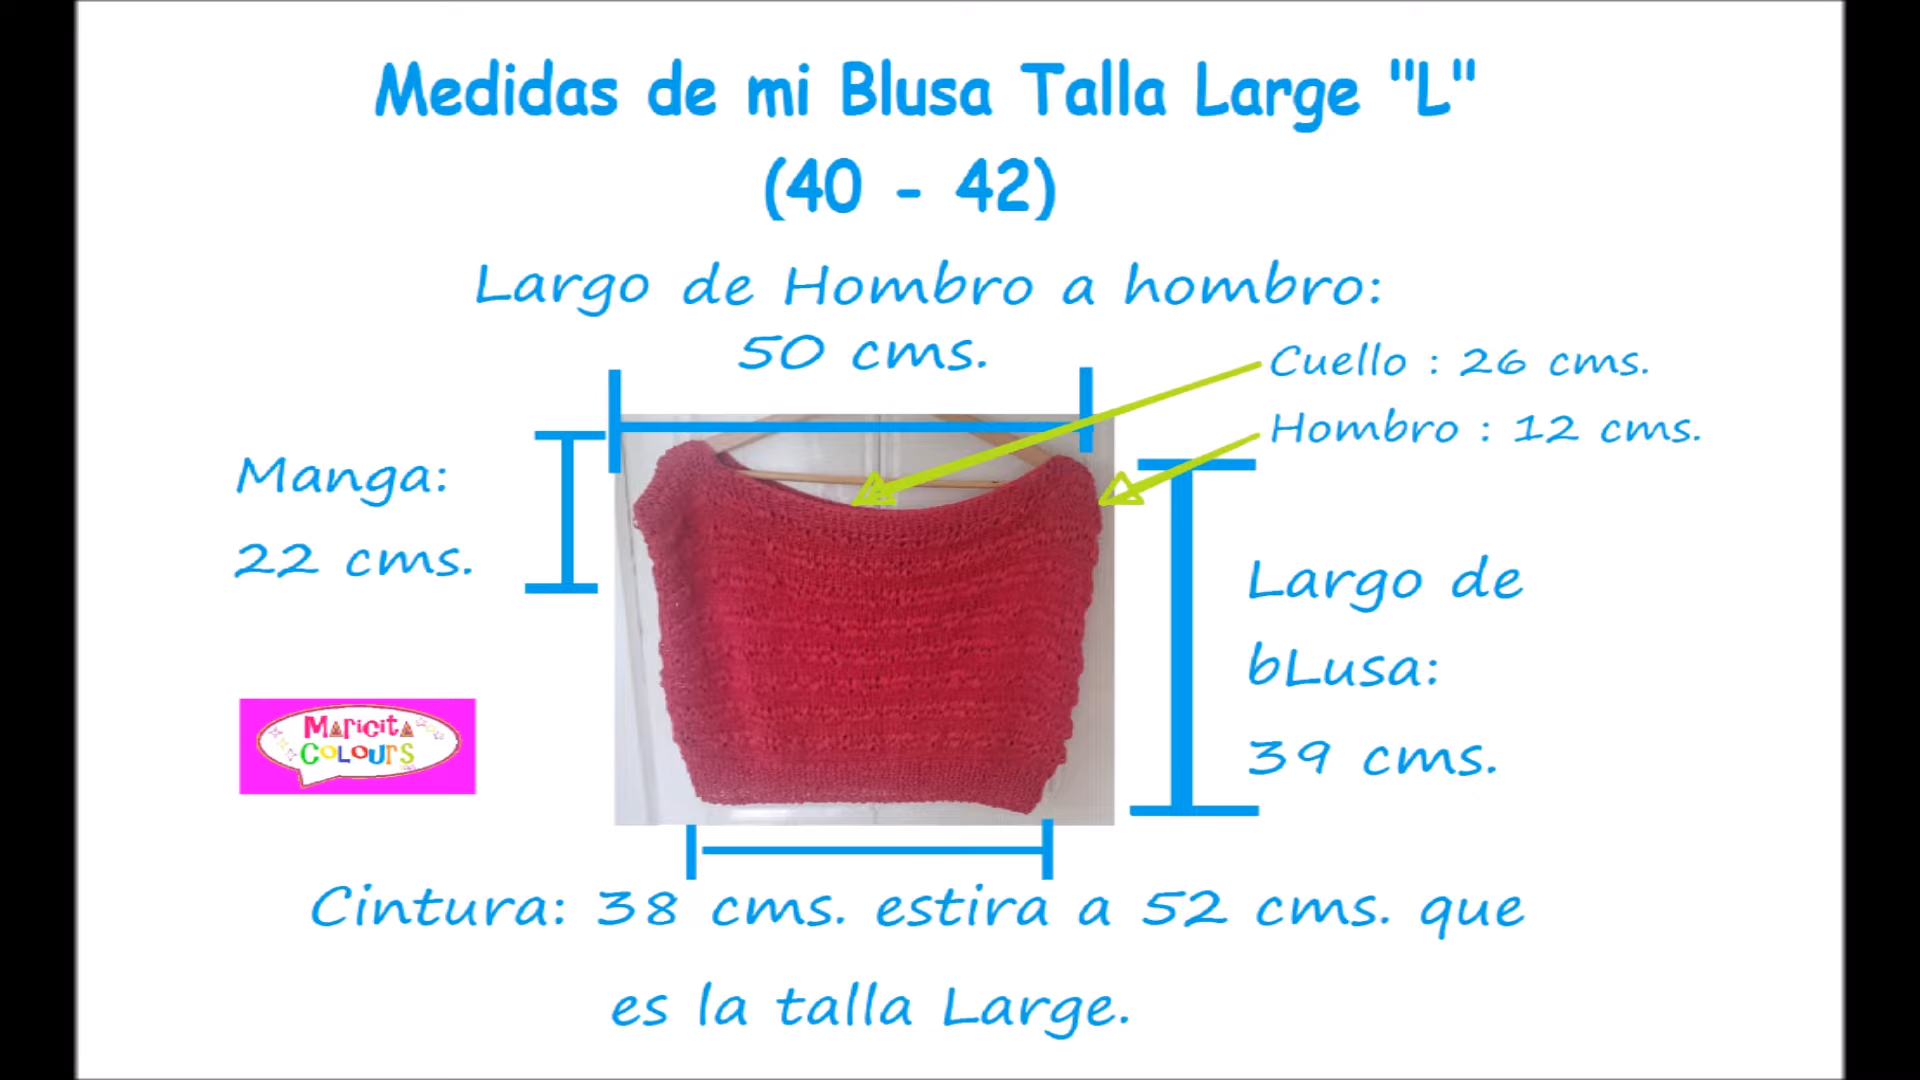 Medidas de mi Blusa Talla Large "L"
(40 - 42)
Largo de Hombro a hombro:
50 cms.
Cuello : 26 cms.
Hombro : 12 cms.
Manga:
22 cms.
Largo de
bLusa:
39 cms.
Maricita
Colours
Cintura: 38 cms. estira a 52 cms. que
es la talla Large.